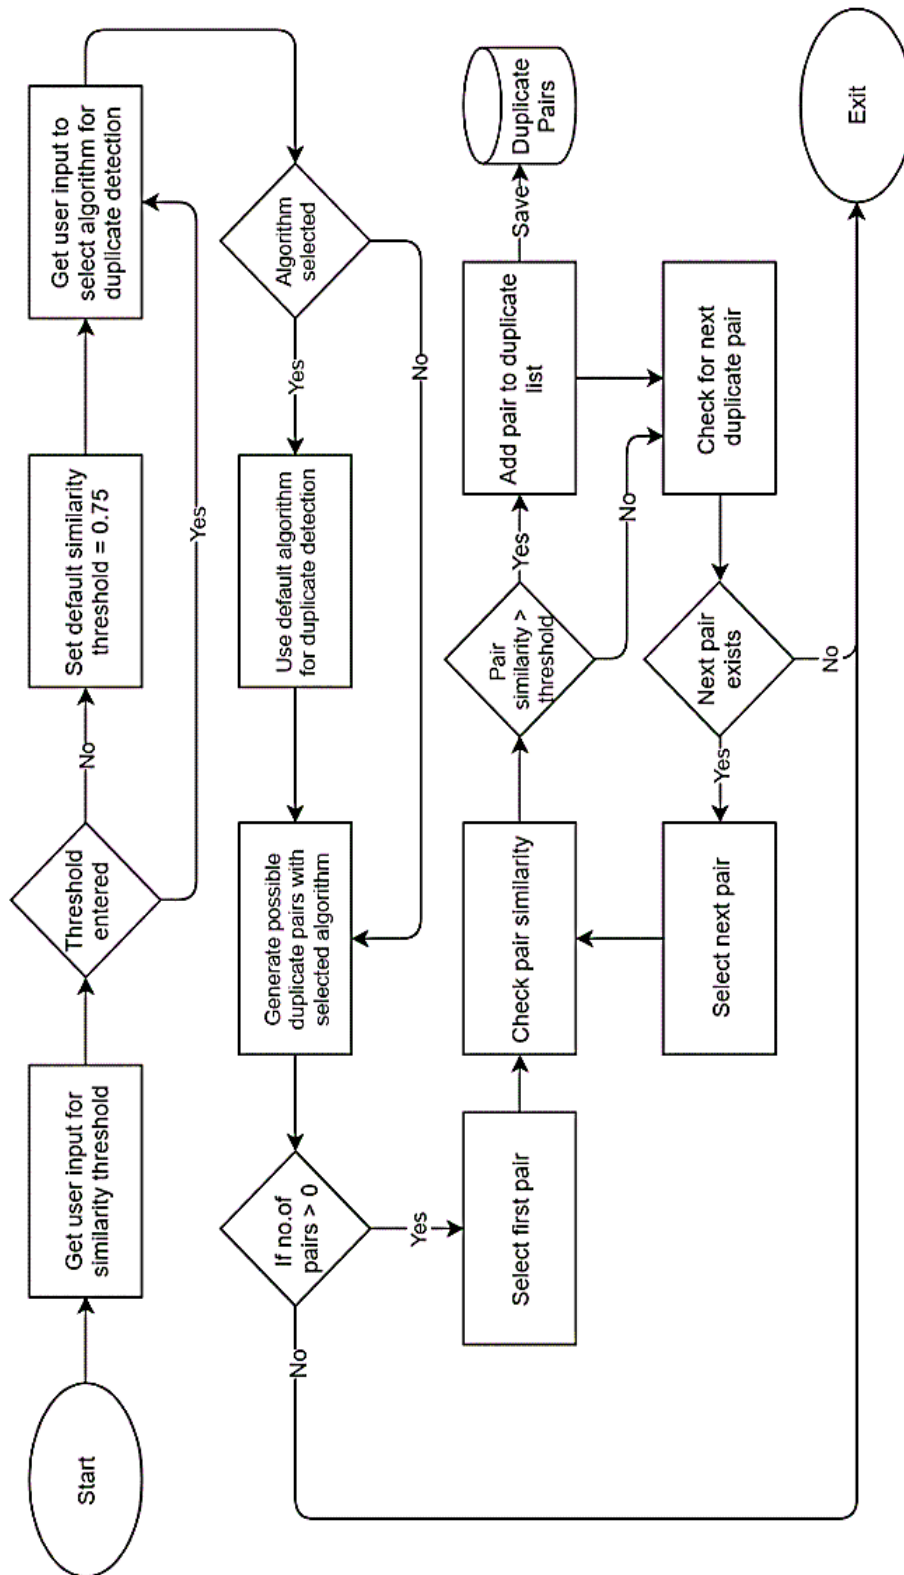 Start
Get user input for
similarity threshold
Threshold
entered
No
Set default similarity
threshold = 0.75
Yes
Get user input to
select algorithm for
duplicate detection
Algorithm
selected
Yes
No
Use default algorithm
for duplicate detection
Generate possible
duplicate pairs with
selected algorithm
If no.of
pairs > 0
No
Yes
Select first pair
Check pair similarity
Pair
similarity >
threshold
Yes
No
Add pair to duplicate
list
Save
Duplicate
Pairs
Check for next
duplicate pair
Next pair
exists
Yes
No
Select next pair
Exit